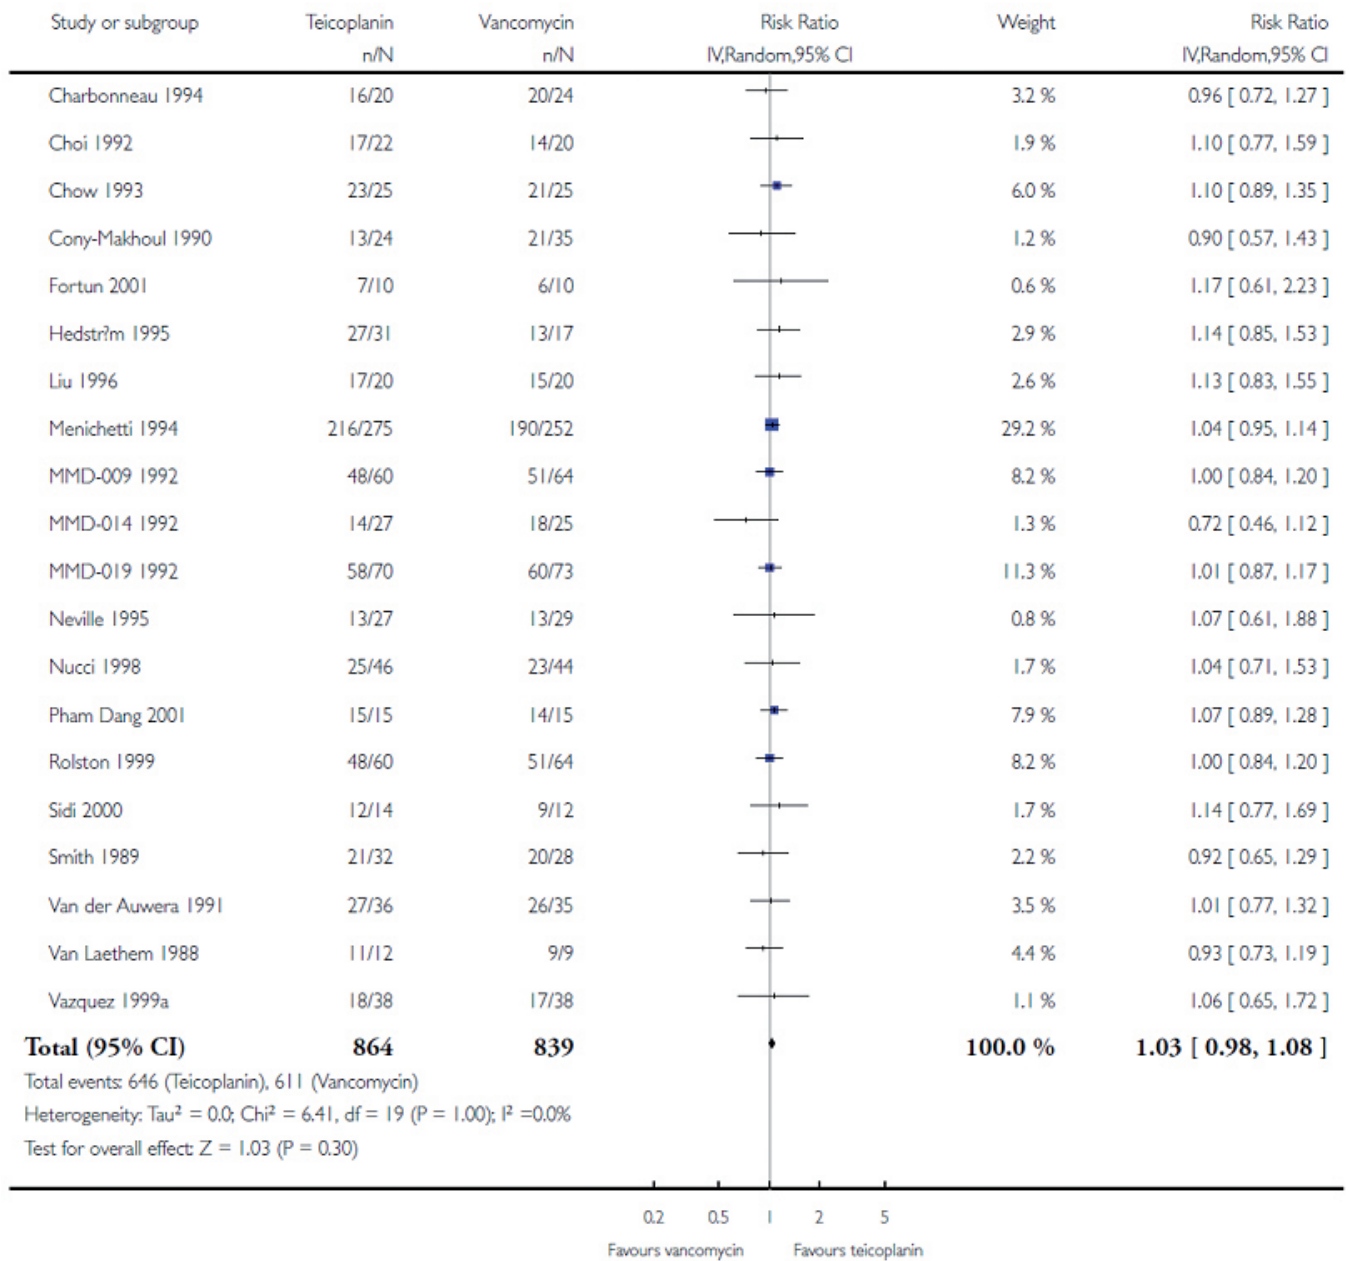 Study or subgroup Teicoplanin Vancomycin Risk Ratio Weight Risk Ratio
n/N n/N IV,Random,95% CI IV,Random,95% CI
Charbonneau 1994 16/20 20/24 3.2 % 0.96 [ 0.72, 1.27 ]
Choi 1992 17/22 14/20 1.9 % 1.10 [ 0.77, 1.59 ]
Chow 1993 23/25 21/25 6.0 % 1.10 [ 0.89, 1.35 ]
Cony-Makhoul 1990 13/24 21/35 1.2 % 0.90 [ 0.57, 1.43 ]
Fortun 2001 7/10 6/10 0.6 % 1.17 [ 0.61, 2.23 ]
Hedstr?m 1995 27/31 13/17 2.9 % 1.14 [ 0.85, 1.53 ]
Liu 1996 17/20 15/20 2.6 % 1.13 [ 0.83, 1.55 ]
Menichetti 1994 216/275 190/252 29.2 % 1.04 [ 0.95, 1.14 ]
MMD-009 1992 48/60 51/64 8.2 % 1.00 [ 0.84, 1.20 ]
MMD-014 1992 14/27 18/25 1.3 % 0.72 [ 0.46, 1.12 ]
MMD-019 1992 58/70 60/73 11.3 % 1.01 [ 0.87, 1.17 ]
Neville 1995 13/27 13/29 0.8 % 1.07 [ 0.61, 1.88 ]
Nucci 1998 25/46 23/44 1.7 % 1.04 [ 0.71, 1.53 ]
Pham Dang 2001 15/15 14/15 7.9 % 1.07 [ 0.89, 1.28 ]
Rolston 1999 48/60 51/64 8.2 % 1.00 [ 0.84, 1.20 ]
Sidi 2000 12/14 9/12 1.7 % 1.14 [ 0.77, 1.69 ]
Smith 1989 21/32 20/28 2.2 % 0.92 [ 0.65, 1.29 ]
Van der Auwera 1991 27/36 26/35 3.5 % 1.01 [ 0.77, 1.32 ]
Van Laethem 1988 11/12 9/9 4.4 % 0.93 [ 0.73, 1.19 ]
Vazquez 1999a 18/38 17/38 1.1 % 1.06 [ 0.65, 1.72 ]
Total (95% CI) 864 839 100.0 % 1.03 [ 0.98, 1.08 ]
Total events: 646 (Teicoplanin), 611 (Vancomycin)
Heterogeneity: Tau² = 0.0; Chi² = 6.41, df = 19 (P = 1.00); I² =0.0%
Test for overall effect: Z = 1.03 (P = 0.30)
0.2 0.5 1 2 5
Favours vancomycin Favours teicoplanin